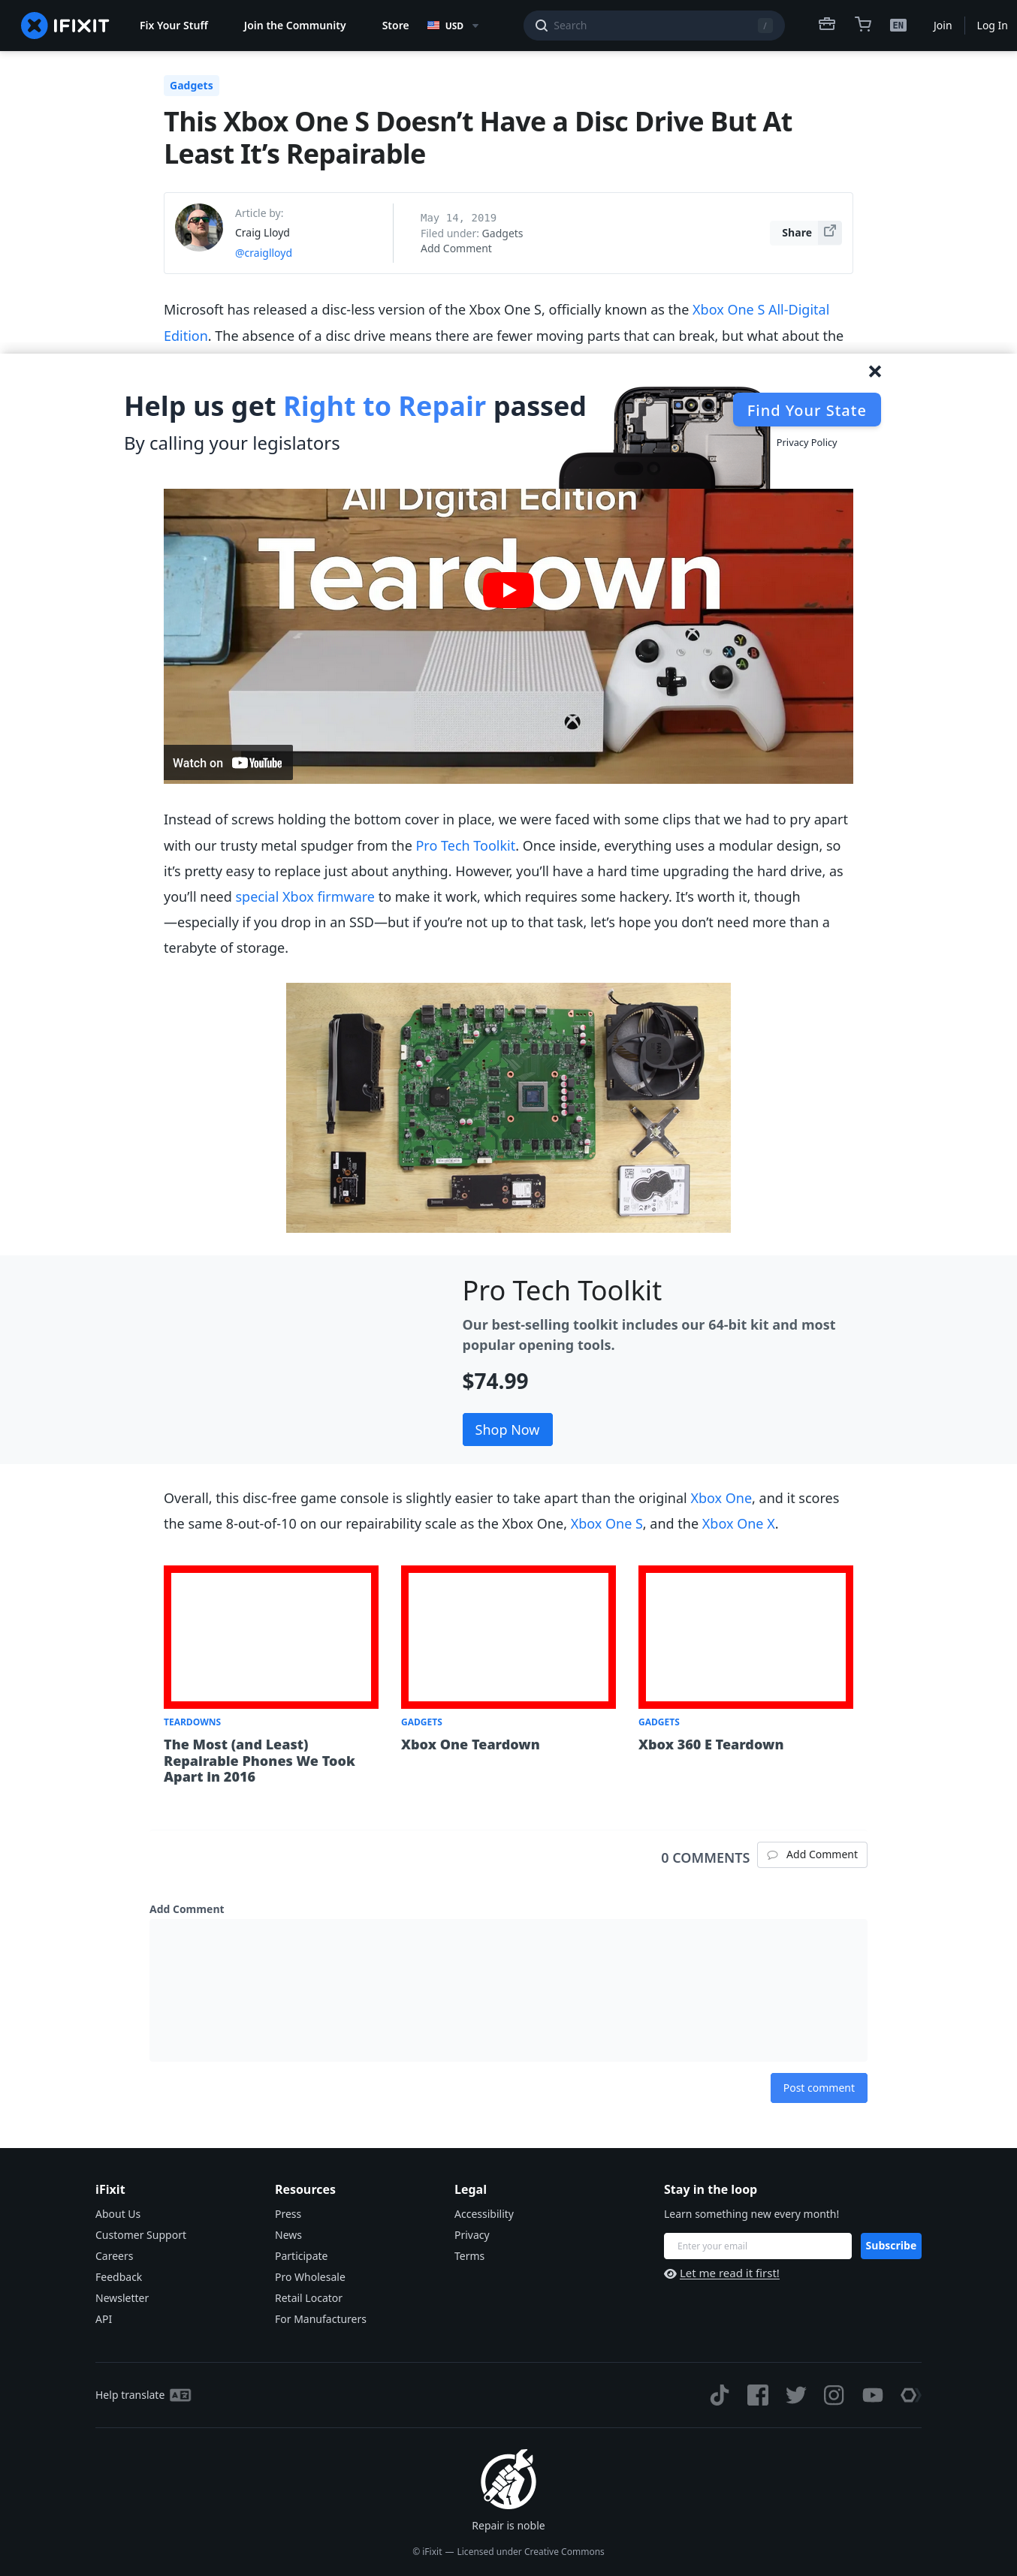 IFIXIT
Fix Your Stuff
Join the Community
Store
USD
Search
/
EN
Join
Log In
Gadgets
This Xbox One S Doesn’t Have a Disc Drive But At
Least It’s Repairable
Article by:
Craig Lloyd
@craiglloyd
May 14, 2019
Filed under: Gadgets
Add Comment
Share
Microsoft has released a disc-less version of the Xbox One S, officially known as the Xbox One S All-Digital
Edition. The absence of a disc drive means there are fewer moving parts that can break, but what about the
Help us get Right to Repair passed
By calling your legislators
Find Your State
Privacy Policy
All Digital Edition
Teardown
Y
X
B
A
Watch on YouTube
Instead of screws holding the bottom cover in place, we were faced with some clips that we had to pry apart
with our trusty metal spudger from the Pro Tech Toolkit. Once inside, everything uses a modular design, so
it’s pretty easy to replace just about anything. However, you’ll have a hard time upgrading the hard drive, as
you’ll need special Xbox firmware to make it work, which requires some hackery. It’s worth it, though
—especially if you drop in an SSD—but if you’re not up to that task, let’s hope you don’t need more than a
terabyte of storage.
Pro Tech Toolkit
Our best-selling toolkit includes our 64-bit kit and most
popular opening tools.
$74.99
Shop Now
Overall, this disc-free game console is slightly easier to take apart than the original Xbox One, and it scores
the same 8-out-of-10 on our repairability scale as the Xbox One, Xbox One S, and the Xbox One X.
TEARDOWNS
The Most (and Least)
Repairable Phones We Took
Apart in 2016
GADGETS
Xbox One Teardown
GADGETS
Xbox 360 E Teardown
0 COMMENTS
Add Comment
Add Comment
Post comment
iFixit
About Us
Customer Support
Careers
Feedback
Newsletter
API
Resources
Press
News
Participate
Pro Wholesale
Retail Locator
For Manufacturers
Legal
Accessibility
Privacy
Terms
Stay in the loop
Learn something new every month!
Enter your email
Subscribe
Let me read it first!
Help translate
Repair is noble
© iFixit — Licensed under Creative Commons